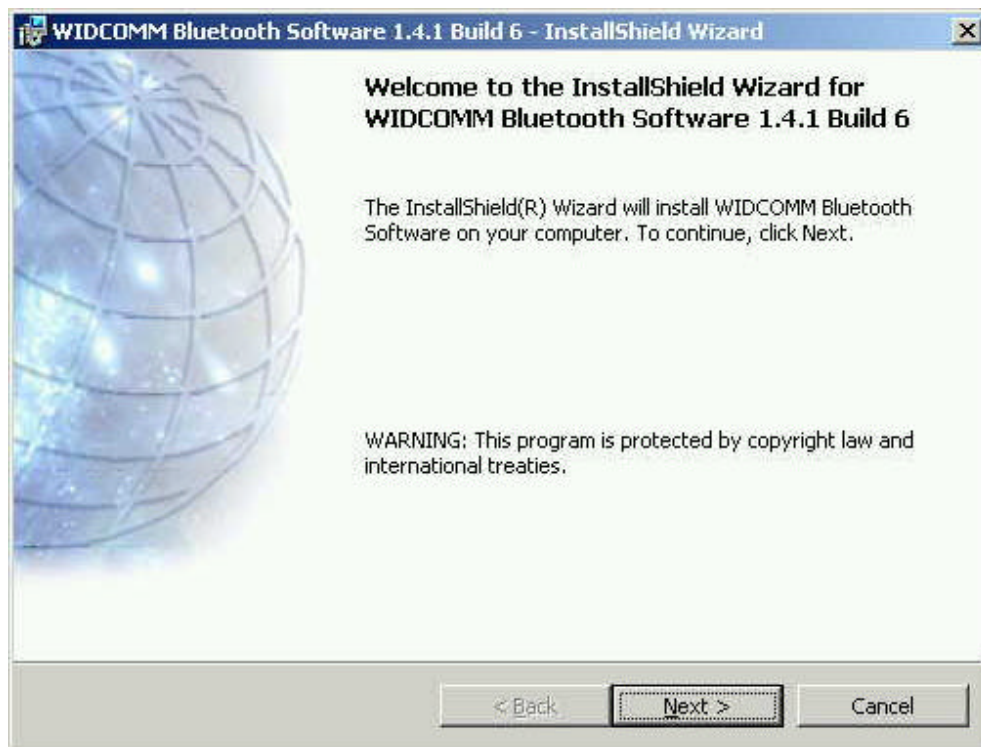 WIDCOMM Bluetooth Software 1.4.1 Build 6 - InstallShield Wizard
Welcome to the InstallShield Wizard for
WIDCOMM Bluetooth Software 1.4.1 Build 6
The InstallShield(R) Wizard will install WIDCOMM Bluetooth
Software on your computer. To continue, click Next.
WARNING: This program is protected by copyright law and
international treaties.
< Back
Next >
Cancel